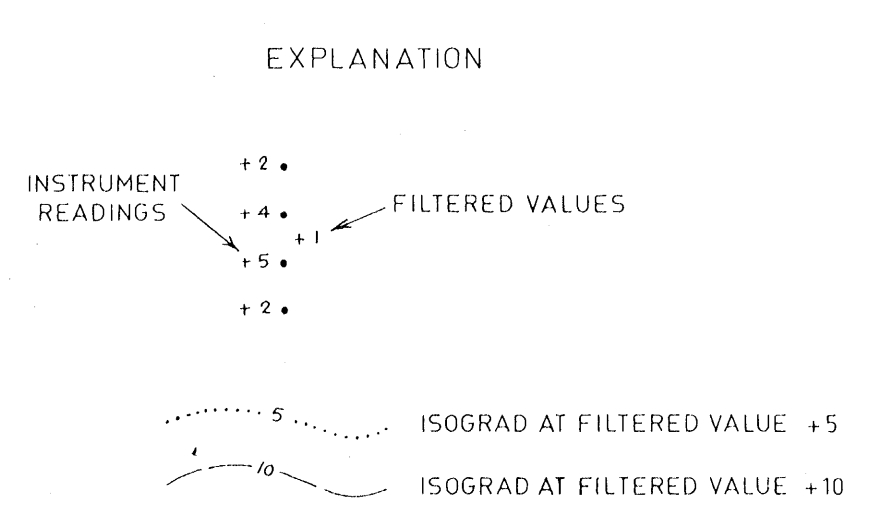 EXPLANATION
+ 2
INSTRUMENT
READINGS
+ 4
FILTERED VALUES
+ 1
+ 5
+ 2
5
ISOGRAD AT FILTERED VALUE +5
10
ISOGRAD AT FILTERED VALUE +10